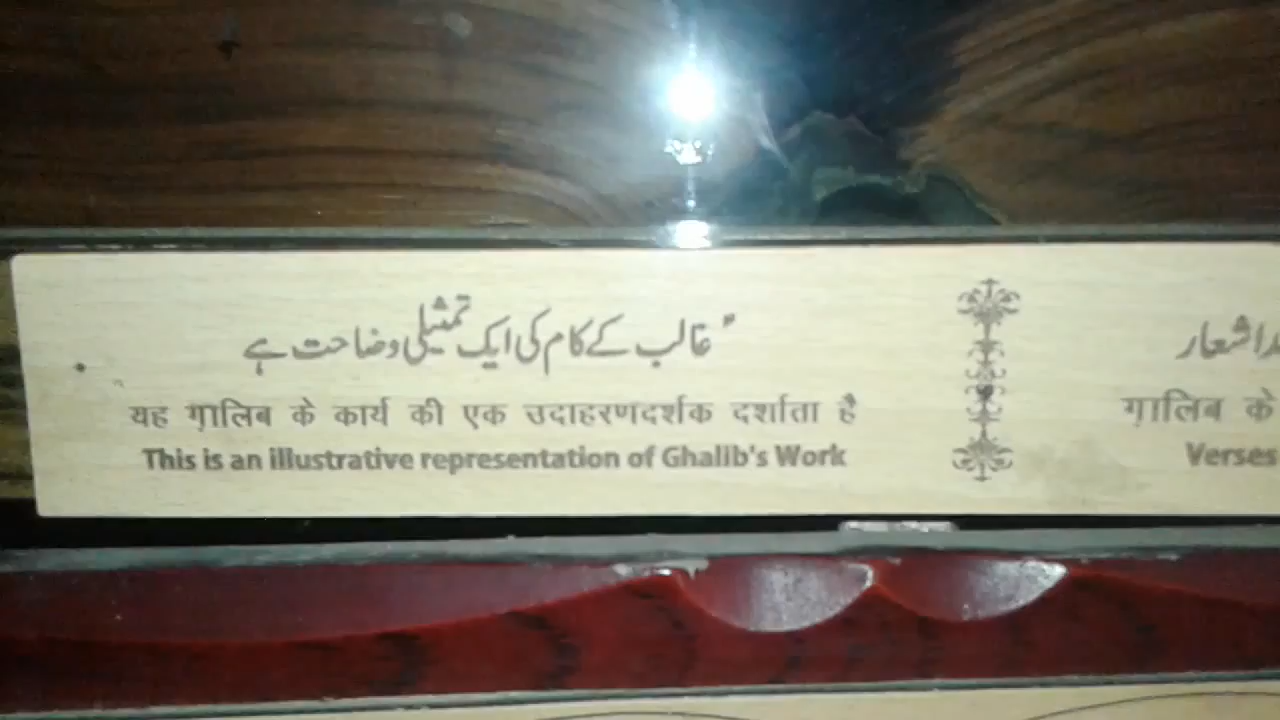 غالب کے کام کی ایک تمثیلی وضاحت ہے
यह ग़ालिब के कार्य की एक उदाहरणदर्शक दर्शाता है
This is an illustrative representation of Ghalib's Work
اشعار
ग़ालिब के
Verses